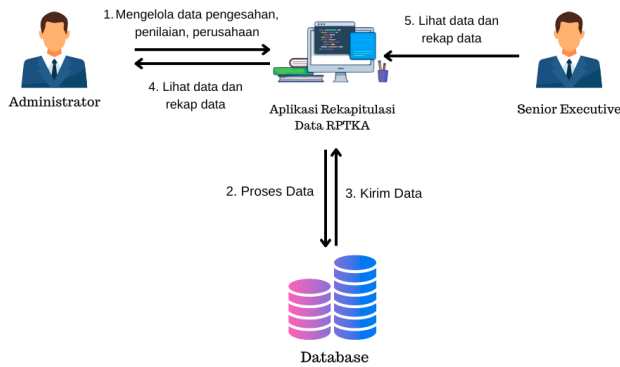 1. Mengelola data pengesahan,
penilaian, perusahaan
5. Lihat data dan
rekap data
4. Lihat data dan
rekap data
Administrator
Aplikasi Rekapitulasi
Data RPTKA
Senior Executive
2. Proses Data
3. Kirim Data
Database